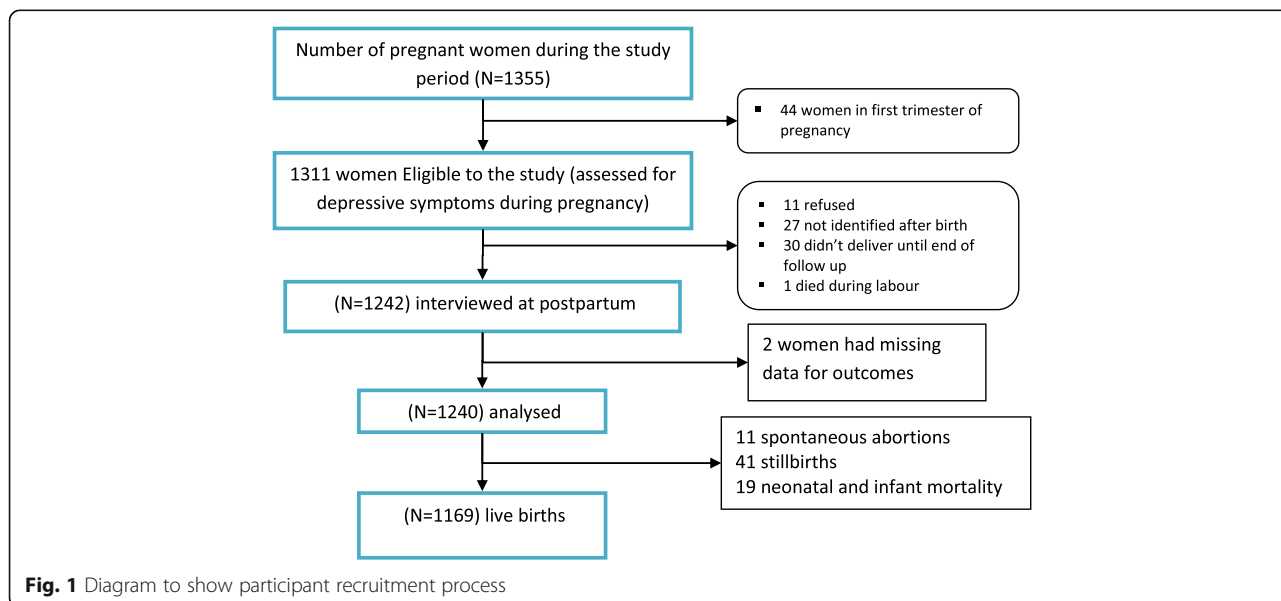 Number of pregnant women during the study
period (N=1355)
▪ 44 women in first trimester of
pregnancy
1311 women Eligible to the study (assessed for
depressive symptoms during pregnancy)
▪ 11 refused
▪ 27 not identified after birth
▪ 30 didn’t deliver until end of
follow up
▪ 1 died during labour
(N=1242) interviewed at postpartum
2 women had missing
data for outcomes
(N=1240) analysed
11 spontaneous abortions
41 stillbirths
19 neonatal and infant mortality
(N=1169) live births
Fig. 1 Diagram to show participant recruitment process